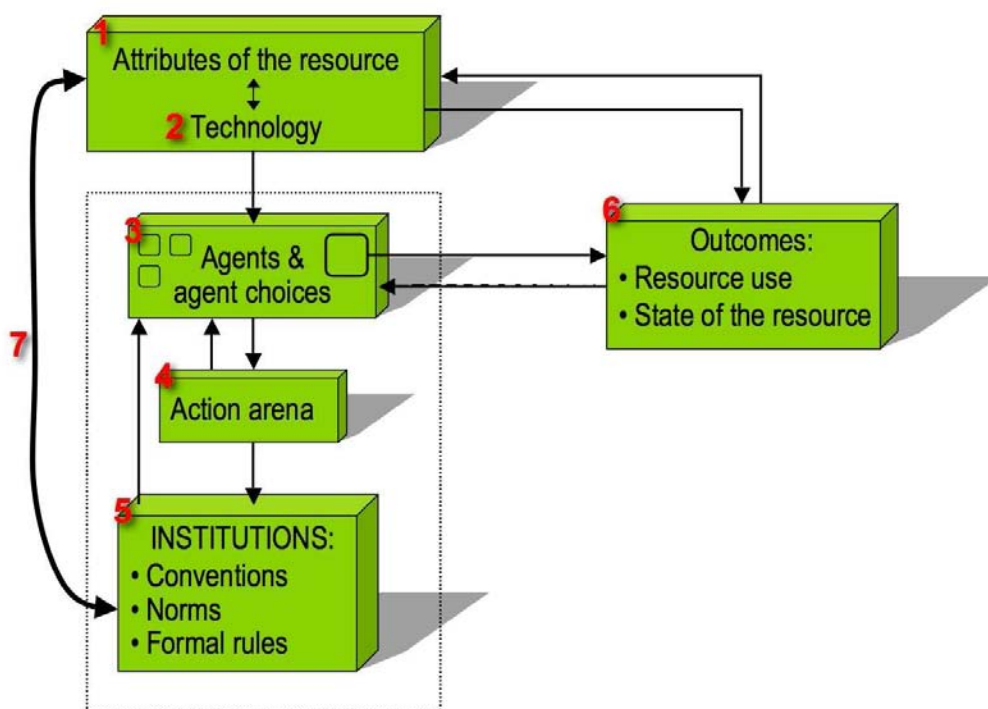 1
Attributes of the resource
2 Technology
3
Agents &
agent choices
6
Outcomes:
• Resource use
• State of the resource
7
4
Action arena
5
INSTITUTIONS:
• Conventions
• Norms
• Formal rules